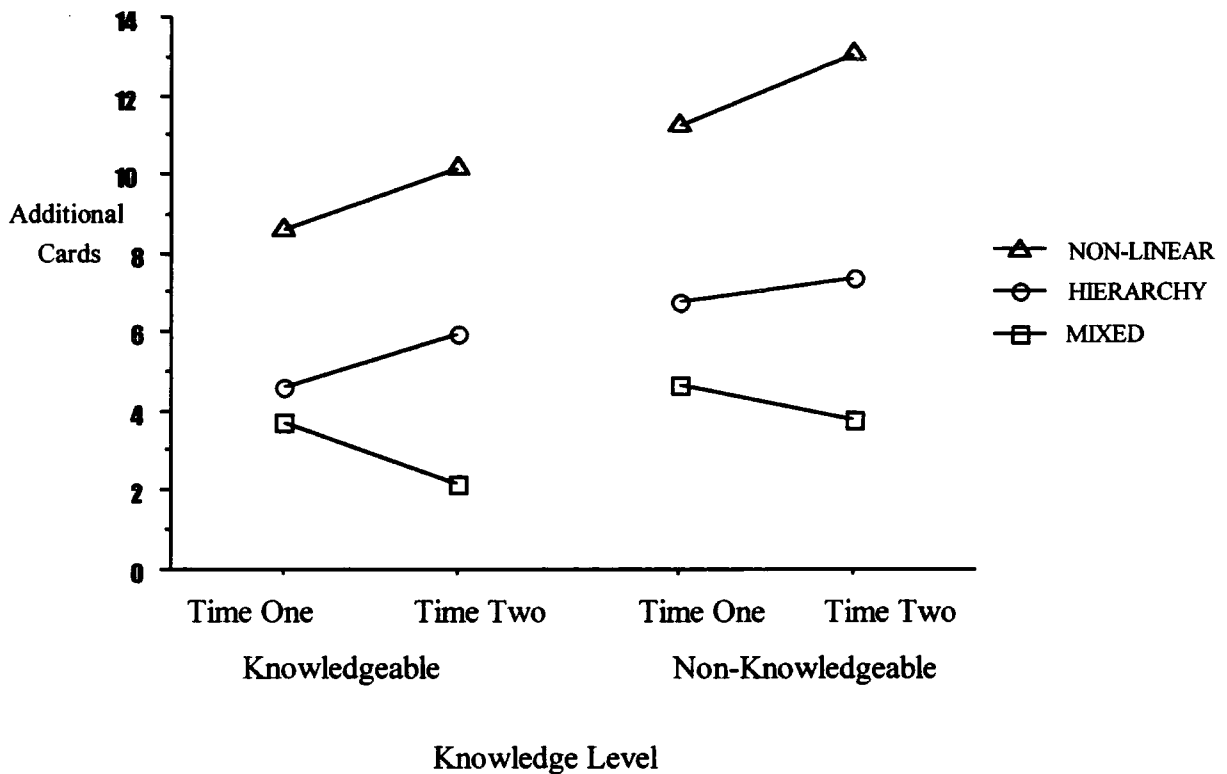 14
12
10
Additional
Cards
8
6
4
2
0
NON-LINEAR
HIERARCHY
MIXED
Time One Time Two Time One Time Two
Knowledgeable Non-Knowledgeable
Knowledge Level